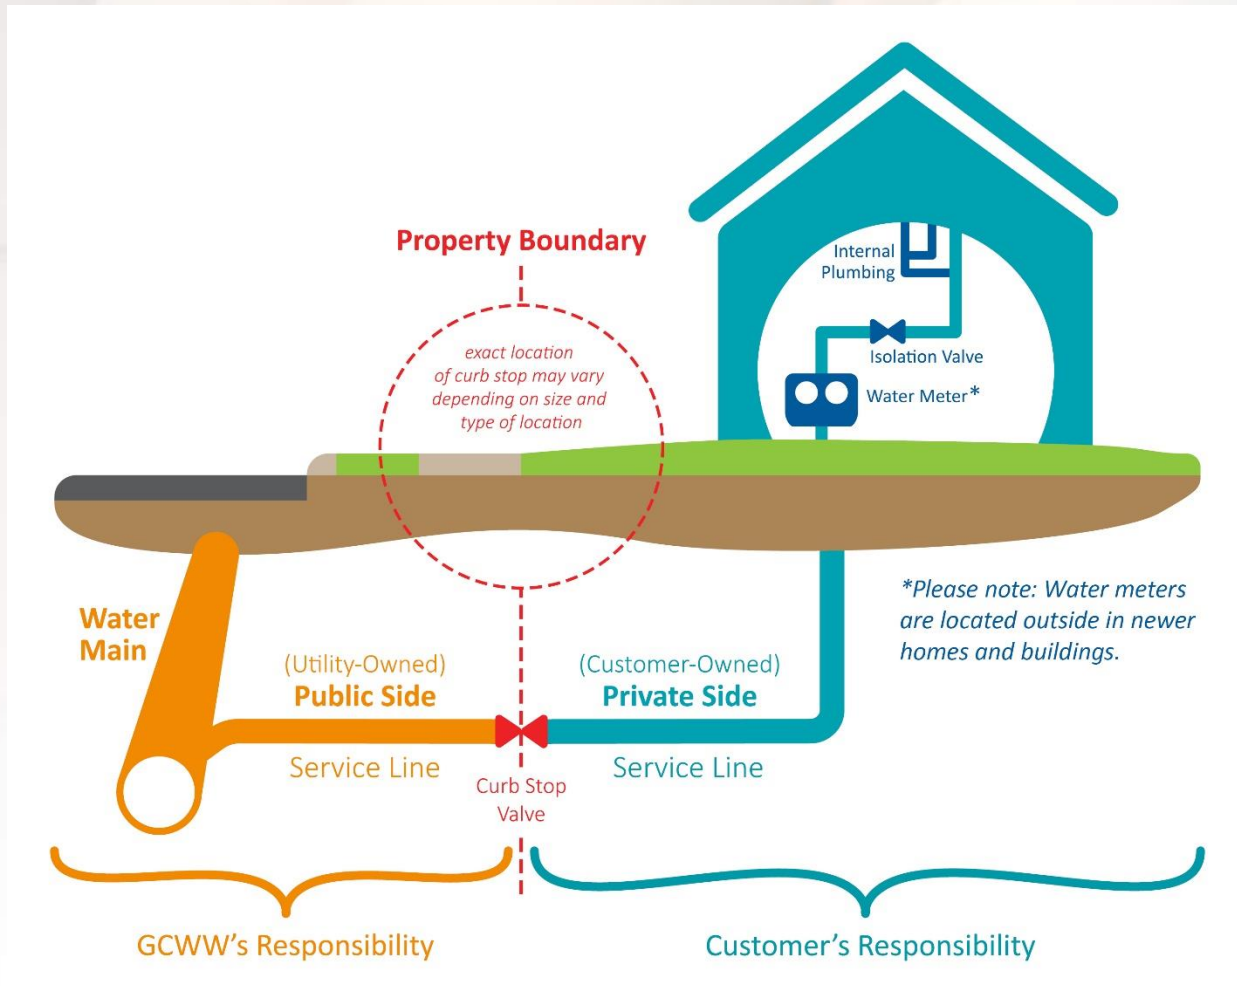 Property Boundary
exact location
of curb stop may vary
depending on size and
type of location
Internal
Plumbing
Isolation Valve
Water Meter*
*Please note: Water meters
are located outside in newer
homes and buildings.
Water
Main
(Utility-Owned)
Public Side
Service Line
(Customer-Owned)
Private Side
Service Line
Curb Stop
Valve
GCWW's Responsibility
Customer's Responsibility